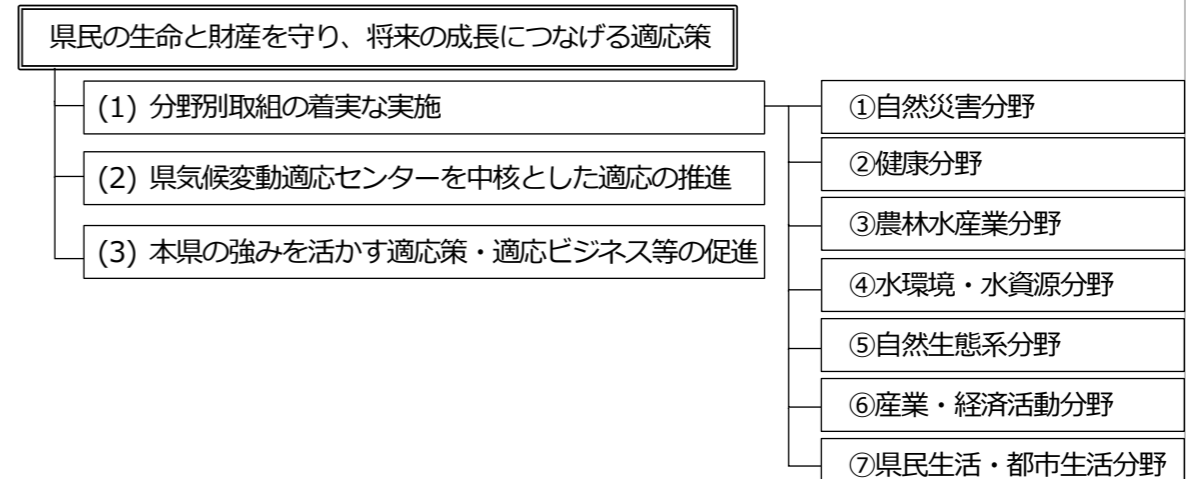 県民の生命と財産を守り、将来の成長につなげる適応策
(1) 分野別取組の着実な実施
(2) 県気候変動適応センターを中核とした適応の推進
(3) 本県の強みを活かす適応策・適応ビジネス等の促進
①自然災害分野
②健康分野
③農林水産業分野
④水環境・水資源分野
⑤自然生態系分野
⑥産業・経済活動分野
⑦県民生活・都市生活分野